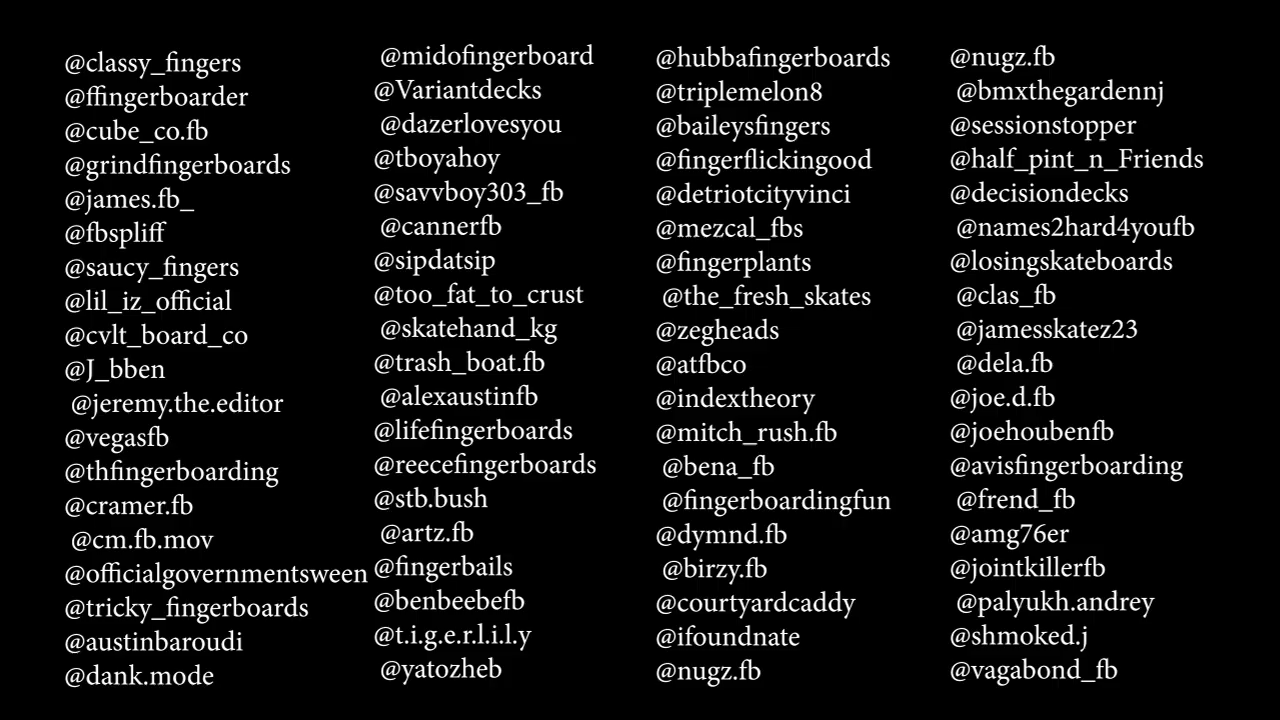 @classy_fingers
@ffingerboarder
@cube_co.fb
@grindfingerboards
@james.fb_
@fbspliff
@saucy_fingers
@lil_iz_official
@cvlt_board_co
@J_bben
@jeremy.the.editor
@vegasfb
@thfingerboarding
@cramer.fb
@cm.fb.mov
@officialgovernmentsween
@tricky_fingerboards
@austinbaroudi
@dank.mode
@midofingerboard
@Variantdecks
@dazerlovesyou
@tboyahoy
@savvboy303_fb
@cannerfb
@sipdatsip
@too_fat_to_crust
@skatehand_kg
@trash_boat.fb
@alexaustinfb
@lifefingerboards
@reecefingerboards
@stb.bush
@artz.fb
@fingerbails
@benbeebefb
@t.i.g.e.r.l.i.l.y
@yatozheb
@hubbafingerboards
@triplemelon8
@baileysfingers
@fingerflickingood
@detriotcityvinci
@mezcal_fbs
@fingerplants
@the_fresh_skates
@zegheads
@atfbco
@indextheory
@mitch_rush.fb
@bena_fb
@fingerboardingfun
@dymnd.fb
@birzy.fb
@courtyardcaddy
@ifoundnate
@nugz.fb
@nugz.fb
@bmxthegardennj
@sessionstopper
@half_pint_n_Friends
@decisiondecks
@names2hard4youfb
@losingskateboards
@clas_fb
@jamesskatez23
@dela.fb
@joe.d.fb
@joehoubenfb
@avisfingerboarding
@frend_fb
@amg76er
@jointkillerfb
@palyukh.andrey
@shmoked.j
@vagabond_fb